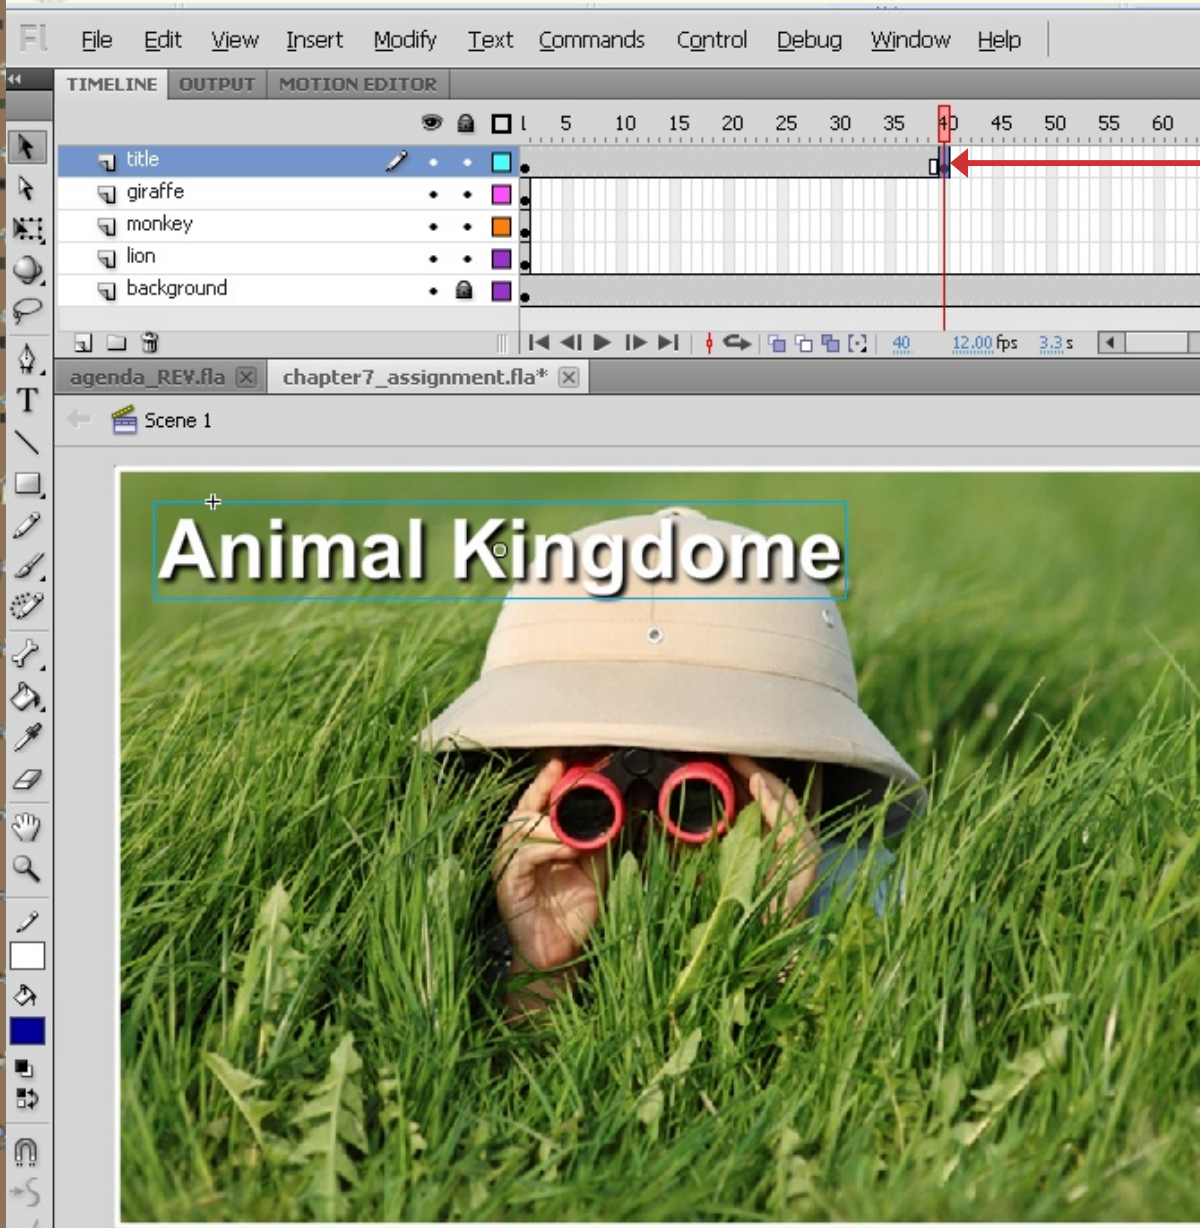 Fl File Edit View Insert Modify Text Commands Control Debug Window Help
TIMELINE OUTPUT MOTION EDITOR
1 5 10 15 20 25 30 35 40 45 50 55 60
title
giraffe
monkey
lion
background
40 12.00 fps 3.3 s
agenda_REV.fla chapter7_assignment.fla*
Scene 1
Animal Kingdome
T
S